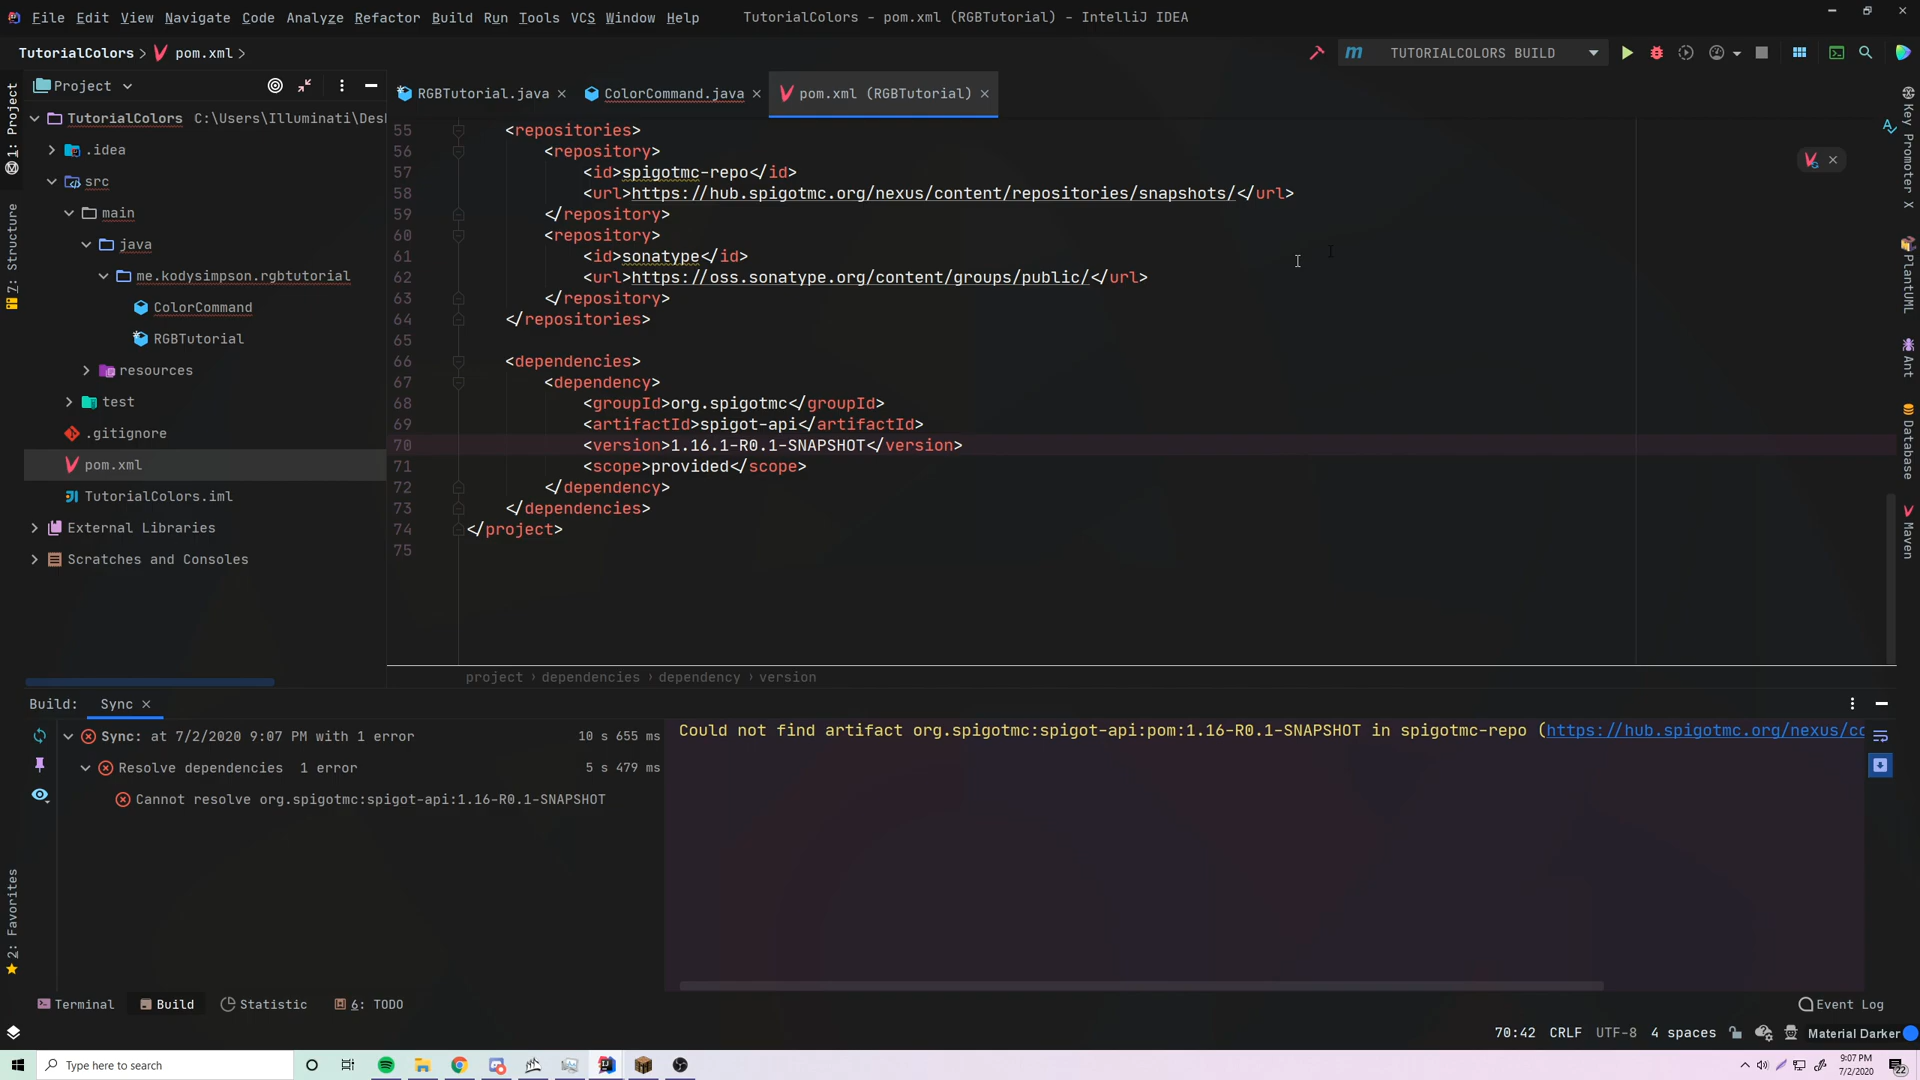 File Edit View Navigate Code Analyze Refactor Build Run Tools VCS Window Help TutorialColors - pom.xml (RGBTutorial) - IntelliJ IDEA
TutorialColors > pom.xml >
TUTORIALCOLORS BUILD
Project
RGBTutorial.java
ColorCommand.java
pom.xml (RGBTutorial)
TutorialColors C:\Users\Illuminati\Des
.idea
src
main
java
me.kodysimpson.rgbtutorial
ColorCommand
RGBTutorial
resources
test
.gitignore
pom.xml
TutorialColors.iml
External Libraries
Scratches and Consoles
1: Project
7: Structure
2: Favorites
55 <repositories>
56 <repository>
57 <id>spigotmc-repo</id>
58 <url>https://hub.spigotmc.org/nexus/content/repositories/snapshots/</url>
59 </repository>
60 <repository>
61 <id>sonatype</id>
62 <url>https://oss.sonatype.org/content/groups/public/</url>
63 </repository>
64 </repositories>
65
66 <dependencies>
67 <dependency>
68 <groupId>org.spigotmc</groupId>
69 <artifactId>spigot-api</artifactId>
70 <version>1.16.1-R0.1-SNAPSHOT</version>
71 <scope>provided</scope>
72 </dependency>
73 </dependencies>
74 </project>
75
Key Promoter X
PlantUML
Ant
Database
Maven
project › dependencies › dependency › version
Build: Sync
Sync: at 7/2/2020 9:07 PM with 1 error 10 s 655 ms
Resolve dependencies 1 error 5 s 479 ms
Cannot resolve org.spigotmc:spigot-api:1.16-R0.1-SNAPSHOT
Could not find artifact org.spigotmc:spigot-api:pom:1.16-R0.1-SNAPSHOT in spigotmc-repo (https://hub.spigotmc.org/nexus/co
Terminal Build Statistic 6: TODO Event Log
70:42 CRLF UTF-8 4 spaces Material Darker
Type here to search
9:07 PM
7/2/2020
22